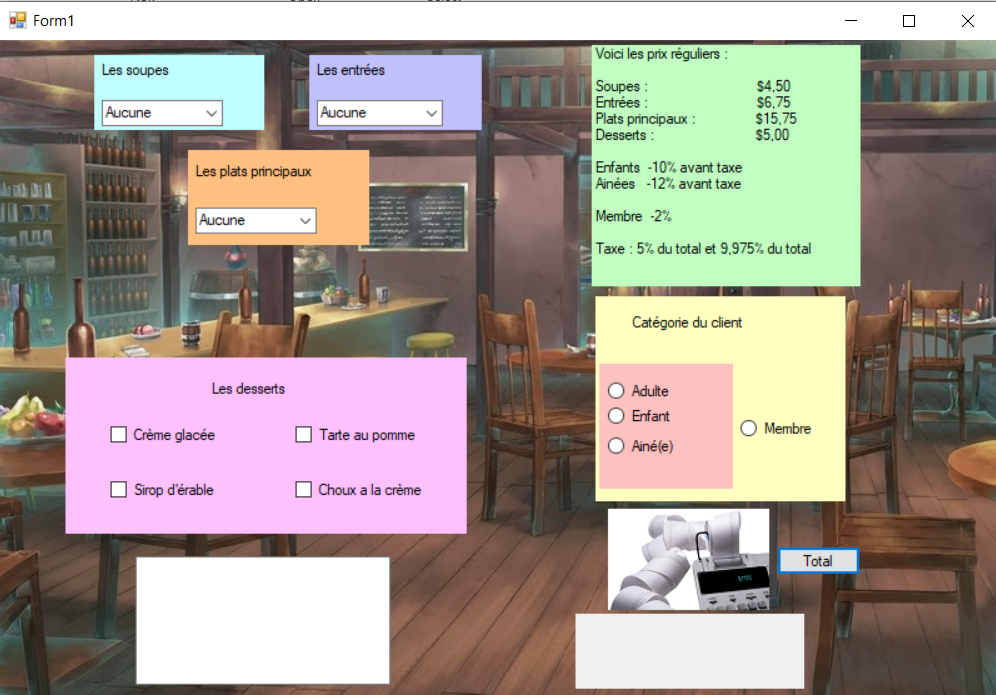 Form1
Les soupes
Aucune
Les entrées
Aucune
Les plats principaux
Aucune
Voici les prix réguliers :
Soupes : $4,50
Entrées : $6,75
Plats principaux : $15,75
Desserts : $5,00
Enfants -10% avant taxe
Ainées -12% avant taxe
Membre -2%
Taxe : 5% du total et 9,975% du total
Catégorie du client
Adulte
Enfant
Ainé(e)
Membre
Les desserts
Crème glacée
Tarte au pomme
Sirop d'érable
Choux a la crème
Total